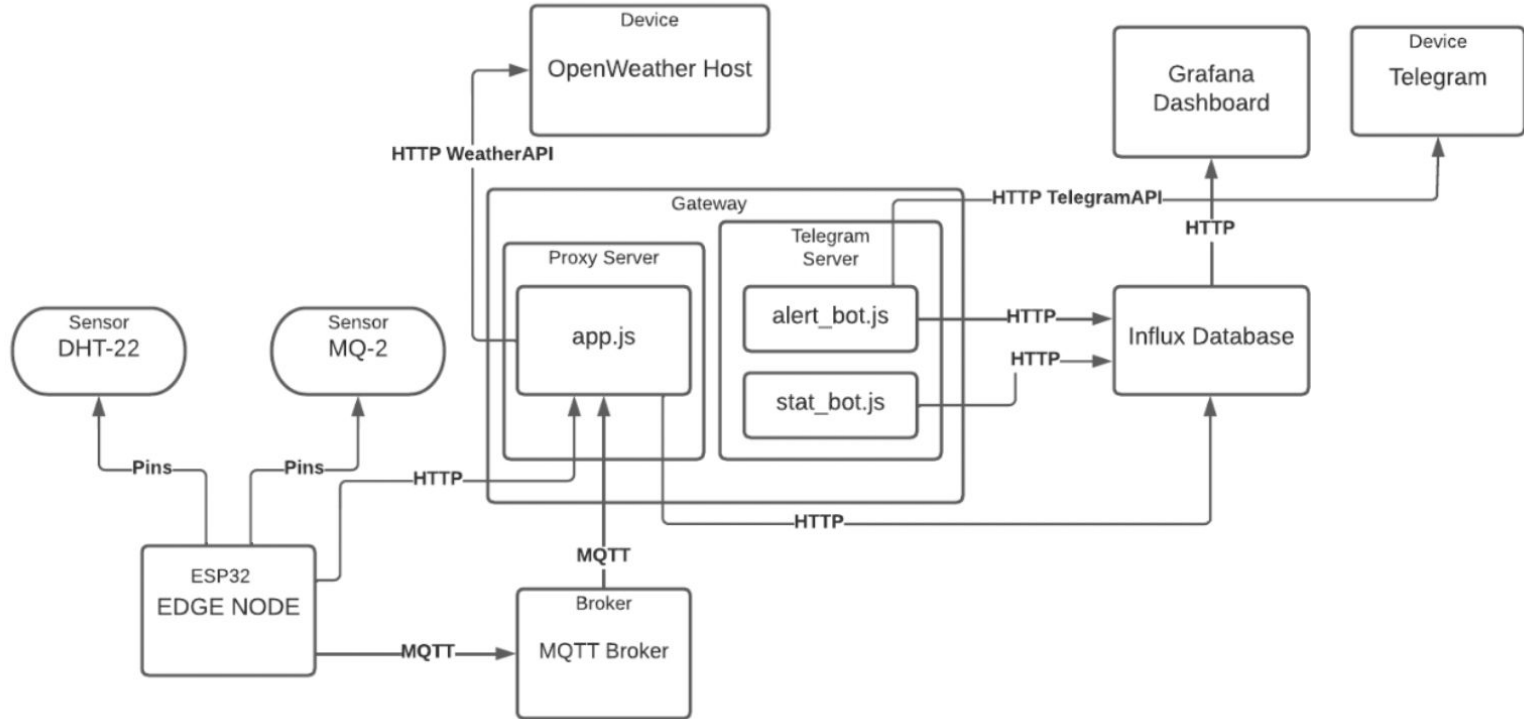 Device
OpenWeather Host
Grafana
Dashboard
Device
Telegram
HTTP WeatherAPI
HTTP TelegramAPI
Gateway
HTTP
Telegram
Server
Proxy Server
alert_bot.js
app.js
HTTP
Influx Database
HTTP
stat_bot.js
Sensor
DHT-22
Sensor
MQ-2
Pins
Pins
HTTP
HTTP
MQTT
ESP32
EDGE NODE
Broker
MQTT Broker
MQTT